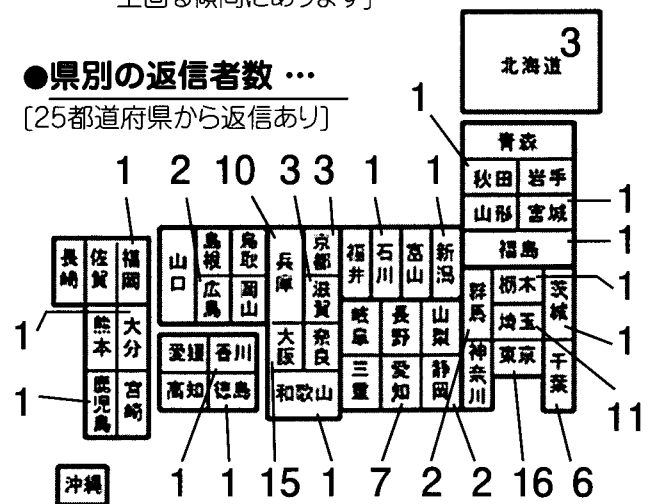 上回る傾向にあります]
●県別の返信者数 …
[25都道府県から返信あり]
北海道 3
1
青森
秋田 岩手
山形 宮城 1
福島 1
1 2 10 3 3 1 1
長崎 佐賀 福岡
山口 島根 鳥取
広島 岡山
兵庫 京都
滋賀
福井 石川 富山 新潟
群馬 栃木 茨城 1
1 熊本 大分
大阪 奈良
岐阜 長野 山梨
埼玉 1
愛媛 香川
神奈川 東京 千葉
11
1 鹿児島 宮崎
高知 徳島
和歌山
三重 愛知 静岡
沖縄 1 1 15 1 7 2 2 16 6